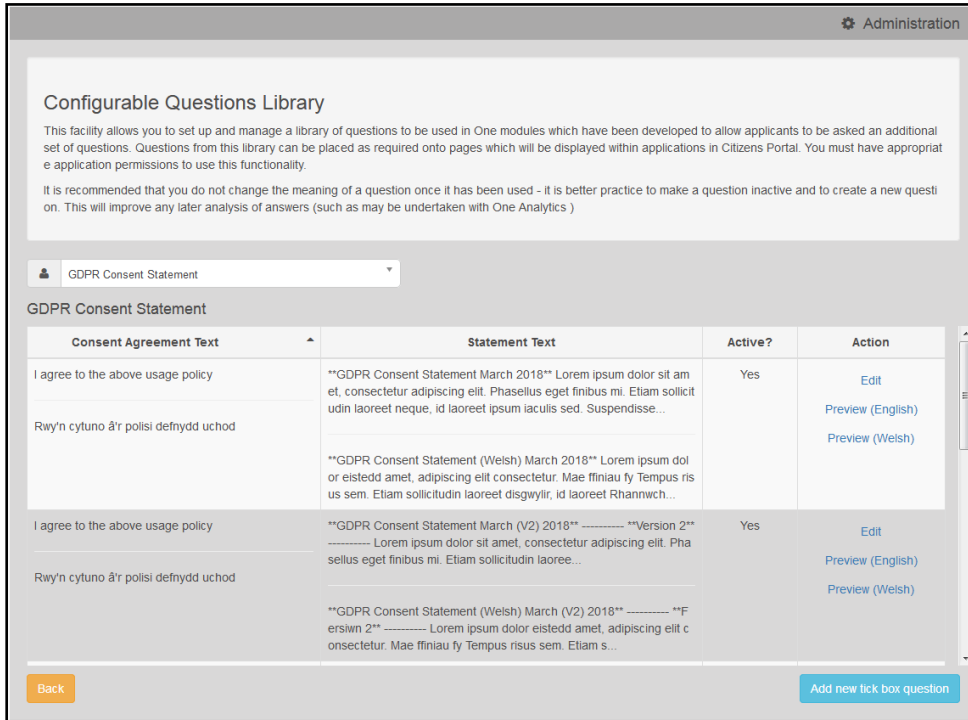 Administration
Configurable Questions Library
This facility allows you to set up and manage a library of questions to be used in One modules which have been developed to allow applicants to be asked an additional
set of questions. Questions from this library can be placed as required onto pages which will be displayed within applications in Citizens Portal. You must have appropriat
e application permissions to use this functionality.
It is recommended that you do not change the meaning of a question once it has been used - it is better practice to make a question inactive and to create a new questi
on. This will improve any later analysis of answers (such as may be undertaken with One Analytics )
GDPR Consent Statement
GDPR Consent Statement
Consent Agreement Text Statement Text Active? Action
I agree to the above usage policy
Rwy'n cytuno â'r polisi defnydd uchod
**GDPR Consent Statement March 2018** Lorem ipsum dolor sit am
et, consectetur adipiscing elit. Phasellus eget finibus mi. Etiam sollicit
udin laoreet neque, id laoreet ipsum iaculis sed. Suspendisse...
**GDPR Consent Statement (Welsh) March 2018** Lorem ipsum dol
or eistedd amet, adipiscing elit consectetur. Mae ffiniau fy Tempus ris
us sem. Etiam sollicitudin laoreet disgwylir, id laoreet Rhannwch...
Yes
Edit
Preview (English)
Preview (Welsh)
I agree to the above usage policy
Rwy'n cytuno â'r polisi defnydd uchod
**GDPR Consent Statement March (V2) 2018** ---------- **Version 2**
---------- Lorem ipsum dolor sit amet, consectetur adipiscing elit. Pha
sellus eget finibus mi. Etiam sollicitudin laoree...
**GDPR Consent Statement (Welsh) March (V2) 2018** ---------- **F
ersiwn 2** ---------- Lorem ipsum dolor eistedd amet, adipiscing elit c
onsectetur. Mae ffiniau fy Tempus risus sem. Etiam s...
Yes
Edit
Preview (English)
Preview (Welsh)
Back
Add new tick box question